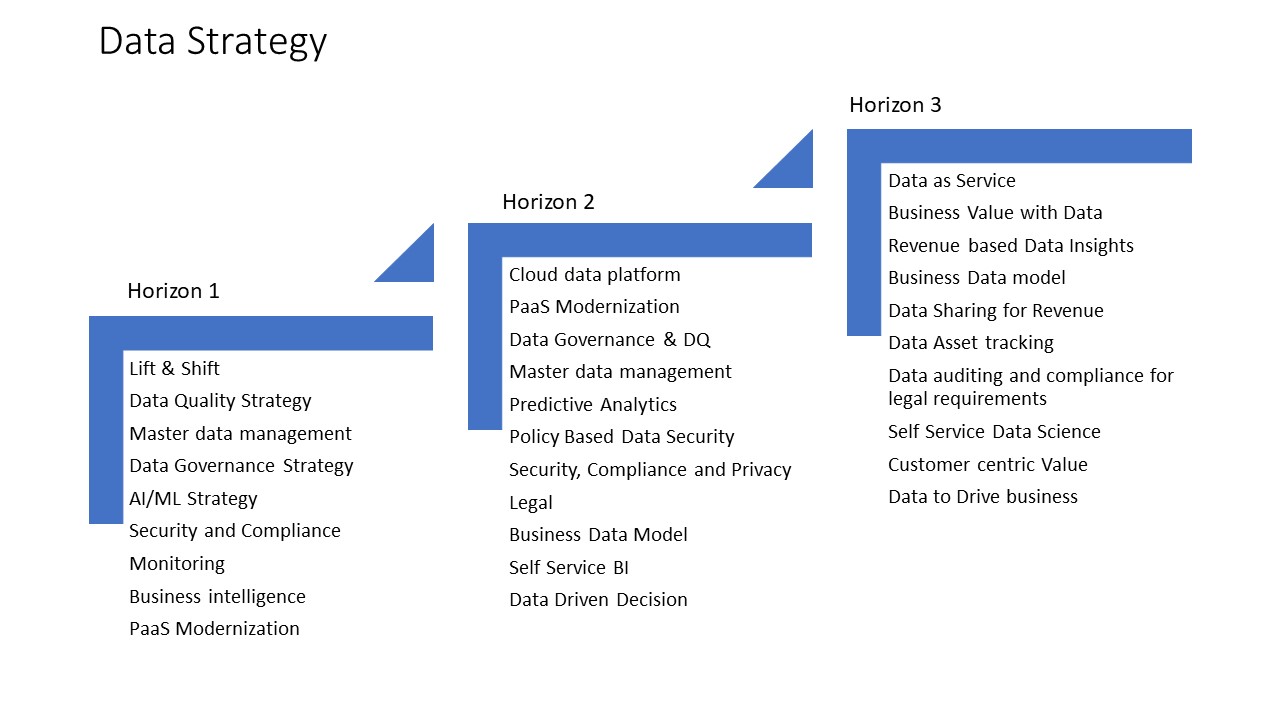 Data Strategy
Horizon 1
Lift & Shift
Data Quality Strategy
Master data management
Data Governance Strategy
AI/ML Strategy
Security and Compliance
Monitoring
Business intelligence
PaaS Modernization
Horizon 2
Cloud data platform
PaaS Modernization
Data Governance & DQ
Master data management
Predictive Analytics
Policy Based Data Security
Security, Compliance and Privacy
Legal
Business Data Model
Self Service BI
Data Driven Decision
Horizon 3
Data as Service
Business Value with Data
Revenue based Data Insights
Business Data model
Data Sharing for Revenue
Data Asset tracking
Data auditing and compliance for
legal requirements
Self Service Data Science
Customer centric Value
Data to Drive business